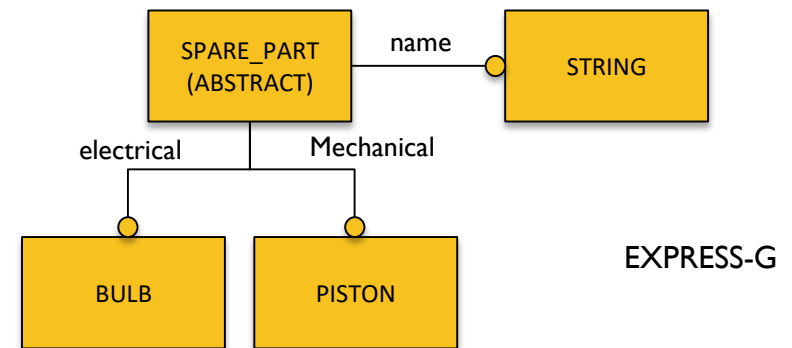 SPARE_PART
(ABSTRACT)
name
STRING
electrical
Mechanical
BULB
PISTON
EXPRESS-G